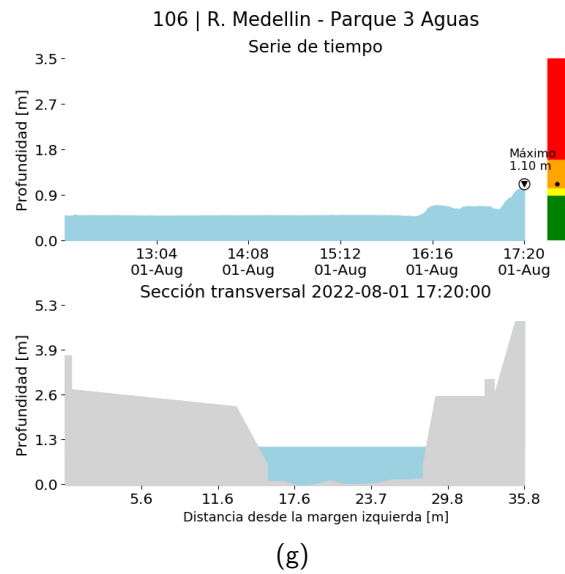 106 | R. Medellin - Parque 3 Aguas
Serie de tiempo
Profundidad [m]
3.5
2.7
1.8
0.9
0.0
Máximo
1.10 m
13:04 14:08 15:12 16:16 17:20
01-Aug 01-Aug 01-Aug 01-Aug 01-Aug
Sección transversal 2022-08-01 17:20:00
Profundidad [m]
5.3
3.9
2.6
1.3
0.0
5.6 11.6 17.6 23.7 29.8 35.8
Distancia desde la margen izquierda [m]
(g)